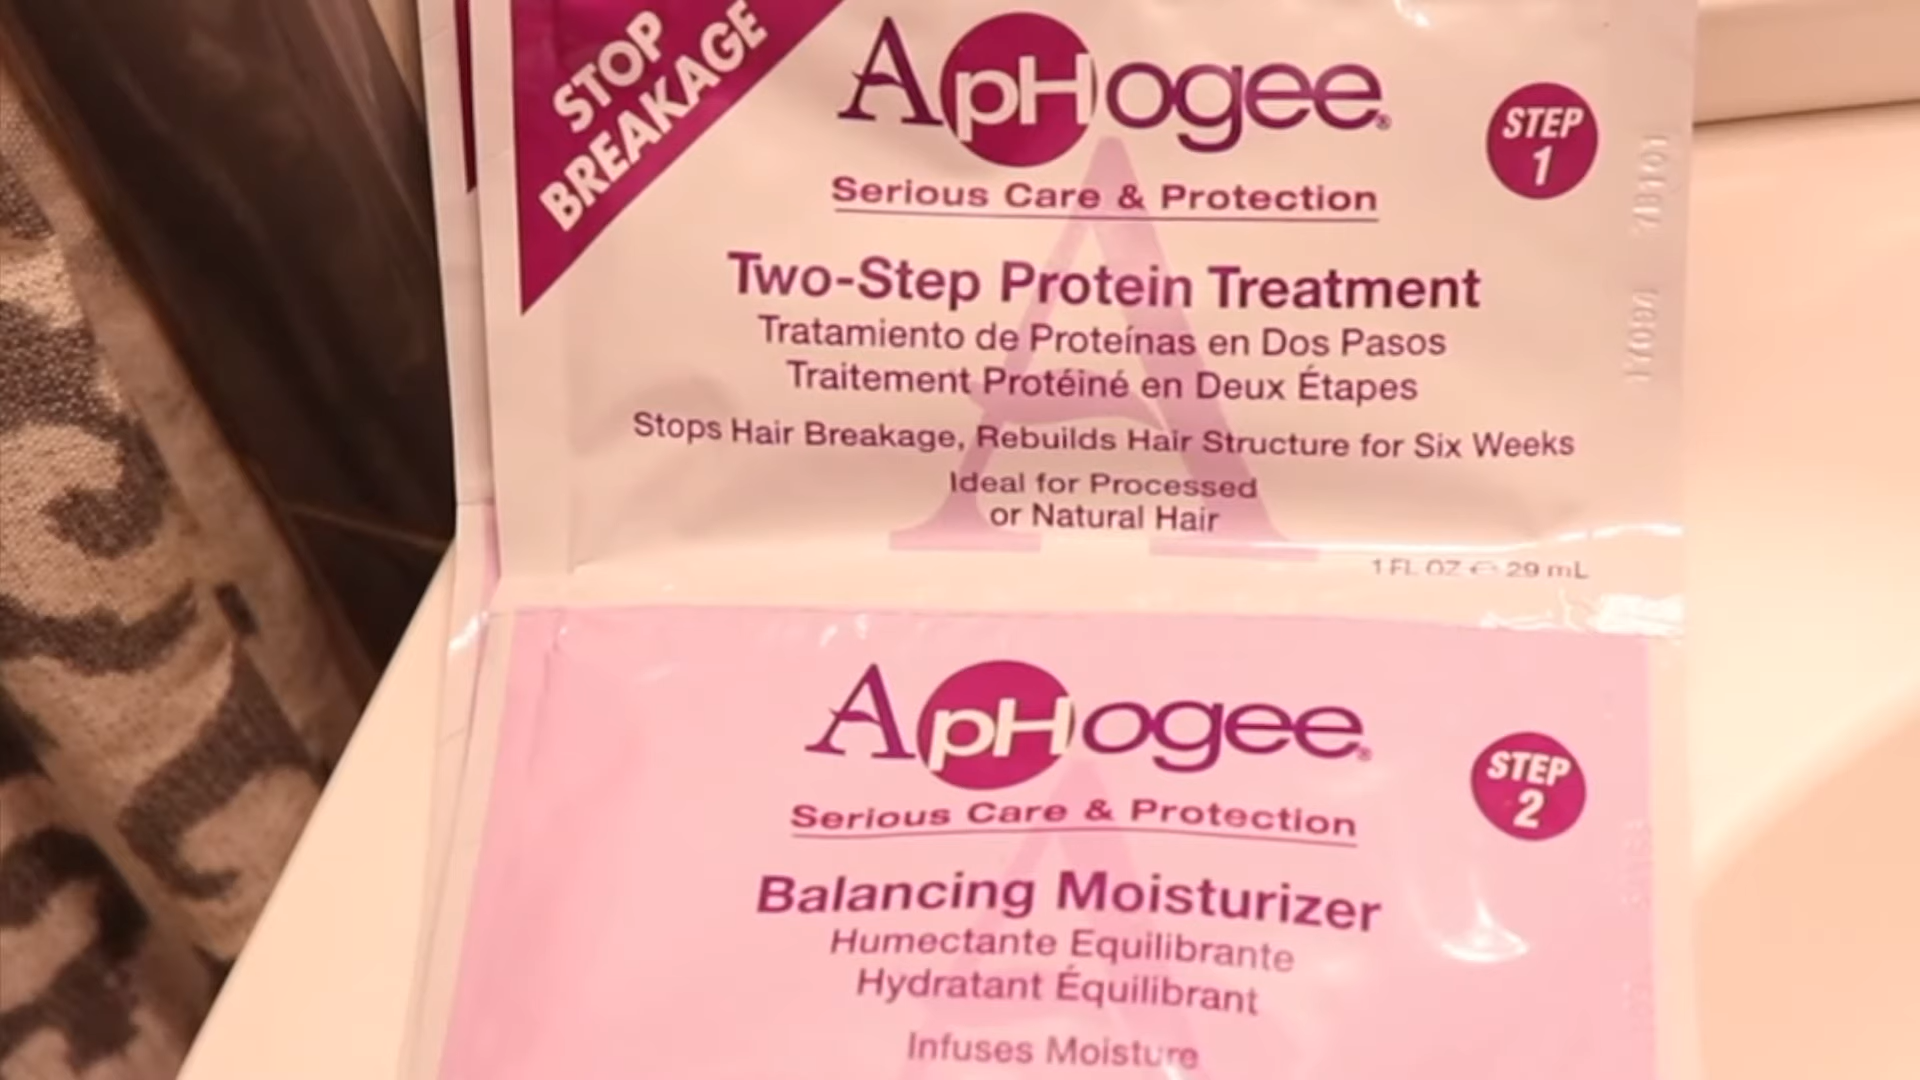 STOP
BREAKAGE
ApHogee®
STEP
1
Serious Care & Protection
Two-Step Protein Treatment
Tratamiento de Proteínas en Dos Pasos
Traitement Protéiné en Deux Étapes
Stops Hair Breakage, Rebuilds Hair Structure for Six Weeks
Ideal for Processed
or Natural Hair
1 FL OZ ℮ 29 mL
ApHogee®
STEP
2
Serious Care & Protection
Balancing Moisturizer
Humectante Equilibrante
Hydratant Équilibrant
Infuses Moisture